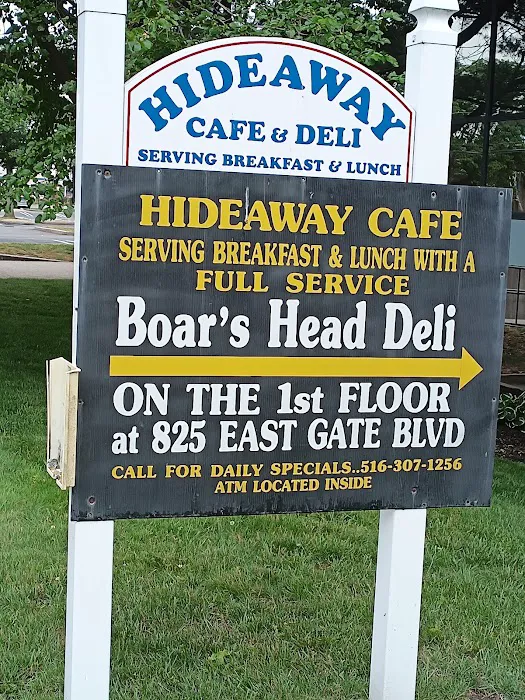 HIDEAWAY
CAFE & DELI
SERVING BREAKFAST & LUNCH
HIDEAWAY CAFE
SERVING BREAKFAST & LUNCH WITH A
FULL SERVICE
Boar's Head Deli
ON THE 1st FLOOR
at 825 EAST GATE BLVD
CALL FOR DAILY SPECIALS..516-307-1256
ATM LOCATED INSIDE